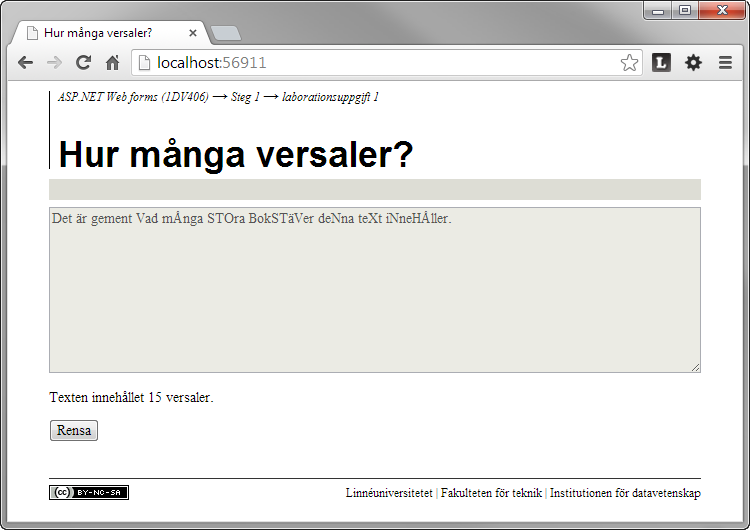 Hur många versaler?
localhost:56911
ASP.NET Web forms (1DV406) → Steg 1 → laborationsuppgift 1
Hur många versaler?
Det är gement Vad mÅnga STOra BokSTäVer deNna teXt iNneHÅller.
Texten innehållet 15 versaler.
Rensa
(cc) BY-NC-SA
Linnéuniversitetet | Fakulteten för teknik | Institutionen för datavetenskap